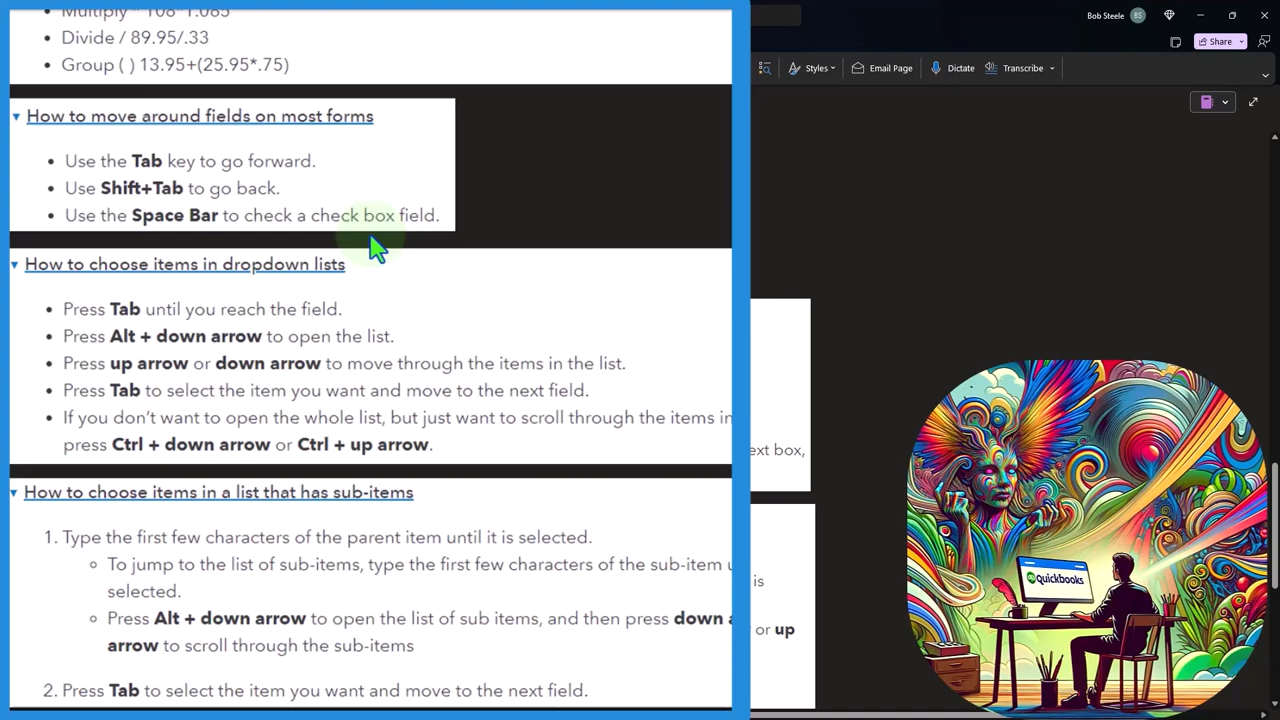 Multiply * 108*1.085
Divide / 89.95/.33
Group ( ) 13.95+(25.95*.75)
How to move around fields on most forms
Use the Tab key to go forward.
Use Shift+Tab to go back.
Use the Space Bar to check a check box field.
How to choose items in dropdown lists
Press Tab until you reach the field.
Press Alt + down arrow to open the list.
Press up arrow or down arrow to move through the items in the list.
Press Tab to select the item you want and move to the next field.
If you don't want to open the whole list, but just want to scroll through the items in
press Ctrl + down arrow or Ctrl + up arrow.
How to choose items in a list that has sub-items
1. Type the first few characters of the parent item until it is selected.
To jump to the list of sub-items, type the first few characters of the sub-item
selected.
Press Alt + down arrow to open the list of sub items, and then press down
arrow to scroll through the sub-items
2. Press Tab to select the item you want and move to the next field.
Bob Steele BS
Share
Styles Email Page Dictate Transcribe
ext box,
is
or up
Quickbooks